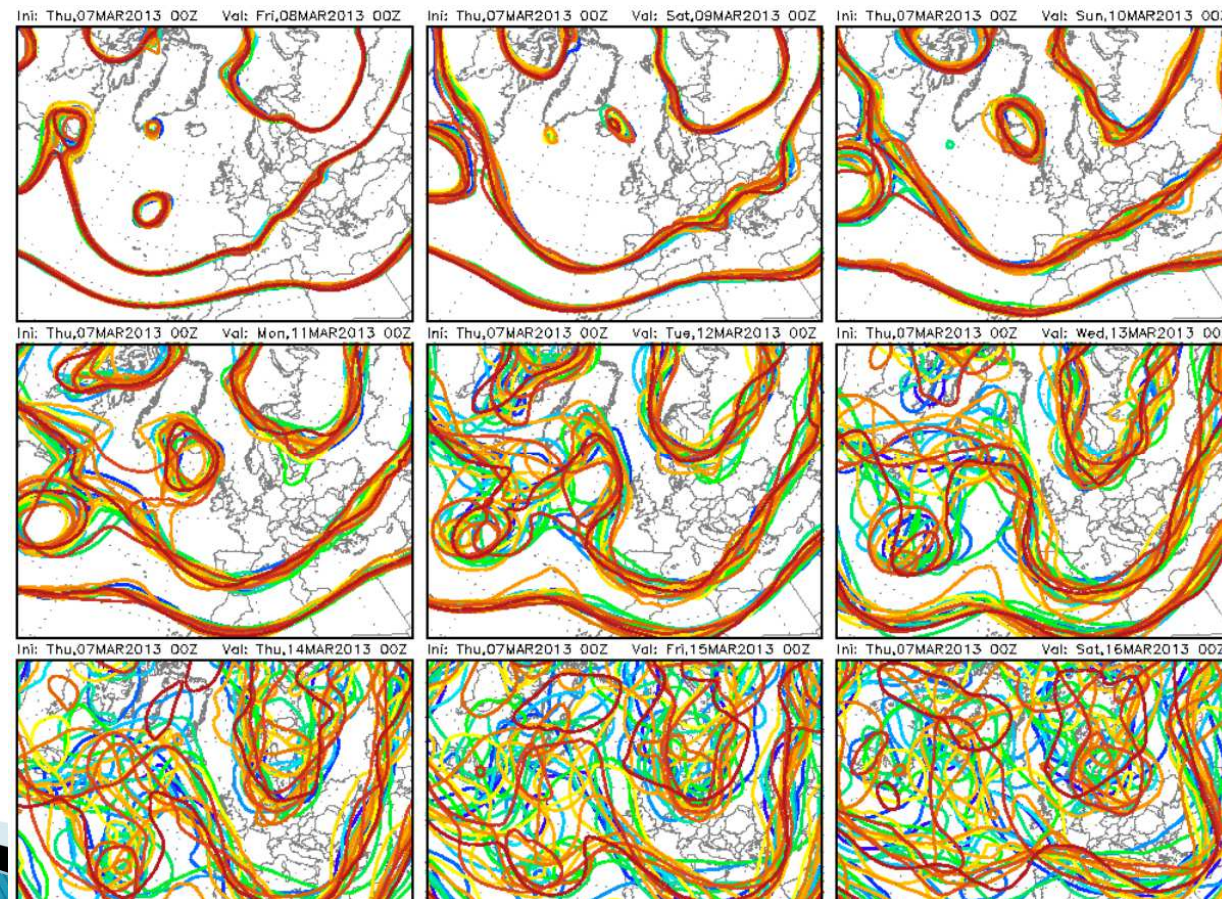 Ini: Thu,07MAR2013 00Z Val: Fri,08MAR2013 00Z
Ini: Thu,07MAR2013 00Z Val: Sat,09MAR2013 00Z
Ini: Thu,07MAR2013 00Z Val: Sun,10MAR2013 00Z
Ini: Thu,07MAR2013 00Z Val: Mon,11MAR2013 00Z
Ini: Thu,07MAR2013 00Z Val: Tue,12MAR2013 00Z
Ini: Thu,07MAR2013 00Z Val: Wed,13MAR2013 00Z
Ini: Thu,07MAR2013 00Z Val: Thu,14MAR2013 00Z
Ini: Thu,07MAR2013 00Z Val: Fri,15MAR2013 00Z
Ini: Thu,07MAR2013 00Z Val: Sat,16MAR2013 00Z